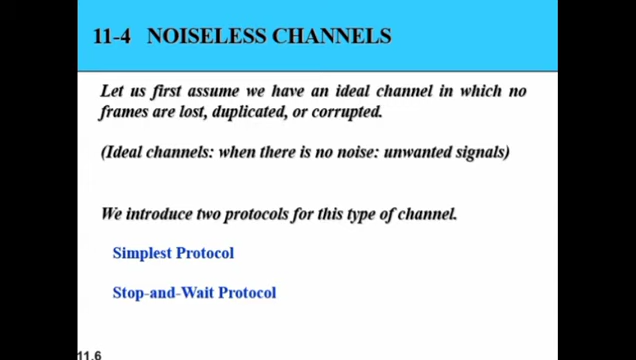 11-4 NOISELESS CHANNELS
Let us first assume we have an ideal channel in which no
frames are lost, duplicated, or corrupted.
(Ideal channels: when there is no noise: unwanted signals)
We introduce two protocols for this type of channel.
Simplest Protocol
Stop-and-Wait Protocol
11.6